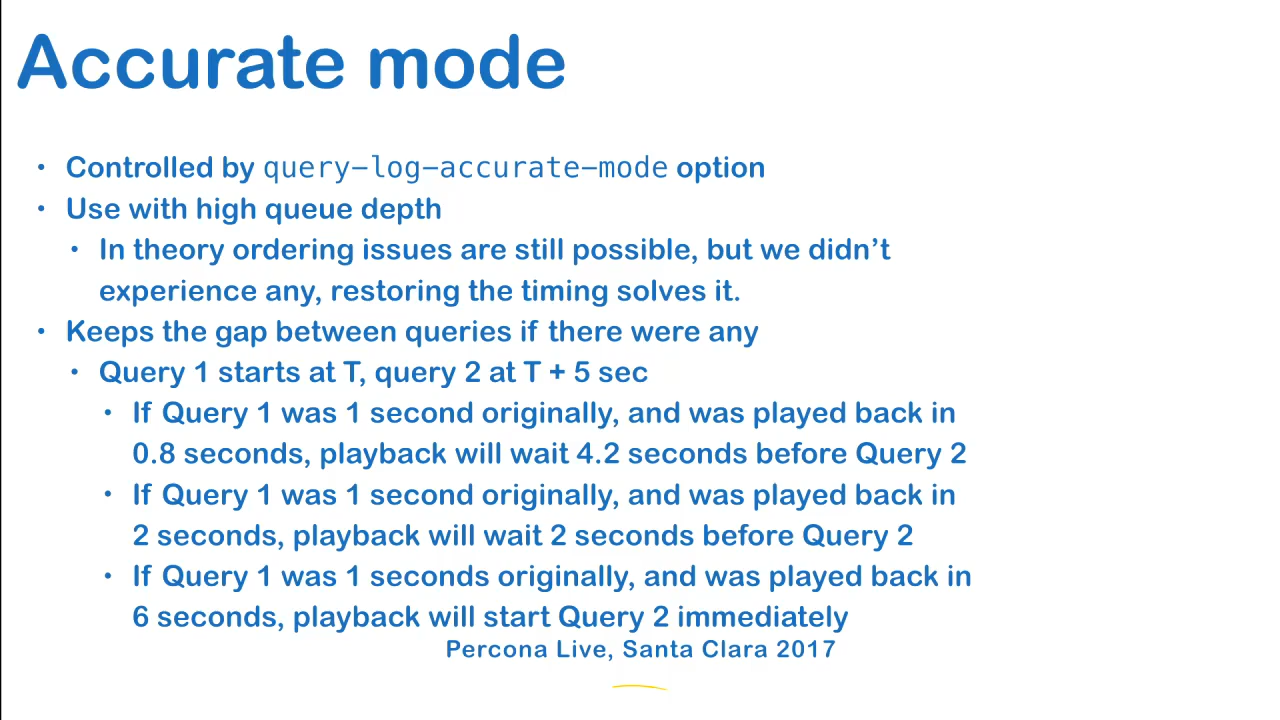 Accurate mode
• Controlled by query-log-accurate-mode option
• Use with high queue depth
• In theory ordering issues are still possible, but we didn’t
experience any, restoring the timing solves it.
• Keeps the gap between queries if there were any
• Query 1 starts at T, query 2 at T + 5 sec
• If Query 1 was 1 second originally, and was played back in
0.8 seconds, playback will wait 4.2 seconds before Query 2
• If Query 1 was 1 second originally, and was played back in
2 seconds, playback will wait 2 seconds before Query 2
• If Query 1 was 1 seconds originally, and was played back in
6 seconds, playback will start Query 2 immediately
Percona Live, Santa Clara 2017